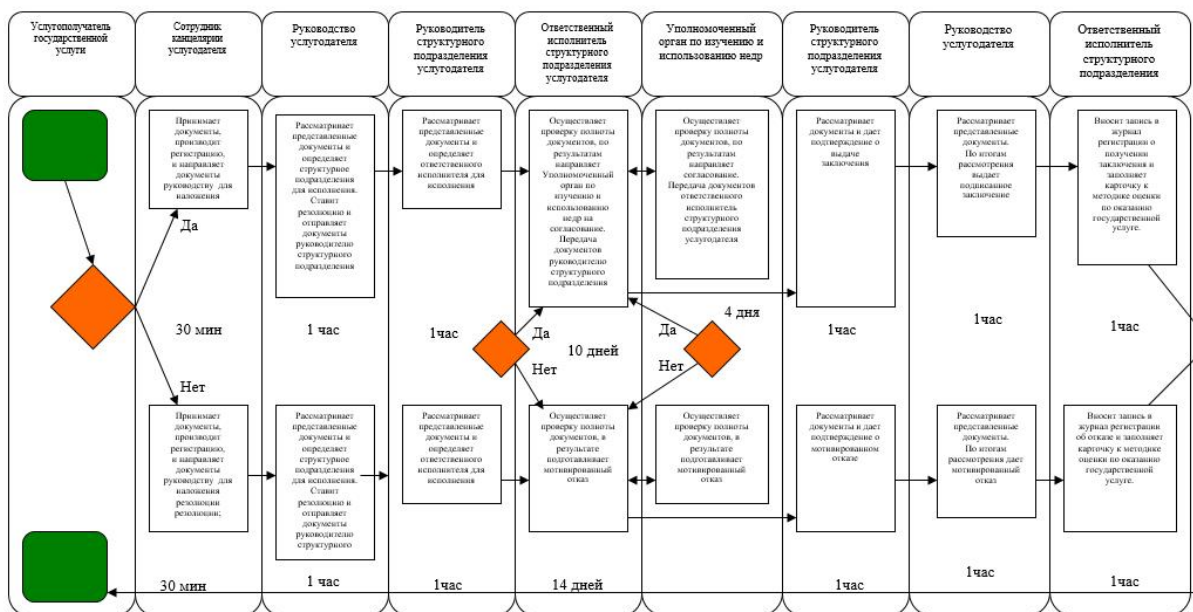 Услугополучатель
государственной
услуги
Сотрудник
канцелярии
услугодателя
Руководство
услугодателя
Руководитель
структурного
подразделения
услугодателя
Ответственный
исполнитель
структурного
подразделения
услугодателя
Уполномоченный
орган по изучению и
использованию недр
Руководитель
структурного
подразделения
услугодателя
Руководство
услугодателя
Ответственный
исполнитель
структурного
подразделения
Принимает
документы,
производит
регистрацию,
и направляет
документы
руководству для
наложения
Рассматривает
представленные
документы и
определяет
структурное
подразделения
для исполнения.
Ставит
резолюцию и
отправляет
документы
руководителю
структурного
подразделения
Рассматривает
представленные
документы и
определяет
ответственного
исполнителя для
исполнения
Осуществляет
проверку полноты
документов, по
результатам
направляет
Уполномоченный
орган по
изучению и
использованию
недр на
согласование.
Передача
документов
руководителю
структурного
подразделения
Осуществляет
проверку полноты
документов, по
результатам
направляет
согласование.
Передача документов
ответственного
исполнитель
структурного
подразделения
услугодателя
Рассматривает
документы и дает
подтверждение о
выдаче
заключения
Рассматривает
представленные
документы.
По итогам
рассмотрения
выдает
подписанное
заключение
Вносит запись в
журнал
регистрации о
получении
заключения и
заполняет
карточку к
методике оценки
по оказанию
государственной
услуге.
Да
30 мин
1 час
1час
Да
Нет
10 дней
Да
Нет
4 дня
1час
1час
1час
Нет
Принимает
документы,
производит
регистрацию,
и направляет
документы
руководству для
наложения
резолюции
резолюции;
Рассматривает
представленные
документы и
определяет
структурное
подразделения
для исполнения.
Ставит
резолюцию и
отправляет
документы
руководителю
структурного
Рассматривает
представленные
документы и
определяет
ответственного
исполнителя для
исполнения
Осуществляет
проверку полноты
документов, в
результате
подготавливает
мотивированный
отказ
Осуществляет
проверку полноты
документов, в
результате
подготавливает
мотивированный
отказ
Рассматривает
документы и дает
подтверждение о
мотивированном
отказе
Рассматривает
представленные
документы.
По итогам
рассмотрения дает
мотивированный
отказ
Вносит запись в
журнал регистрации
об отказе и заполняет
карточку к методике
оценки по оказанию
государственной
услуге.
30 мин
1 час
1час
14 дней
1час
1час
1час